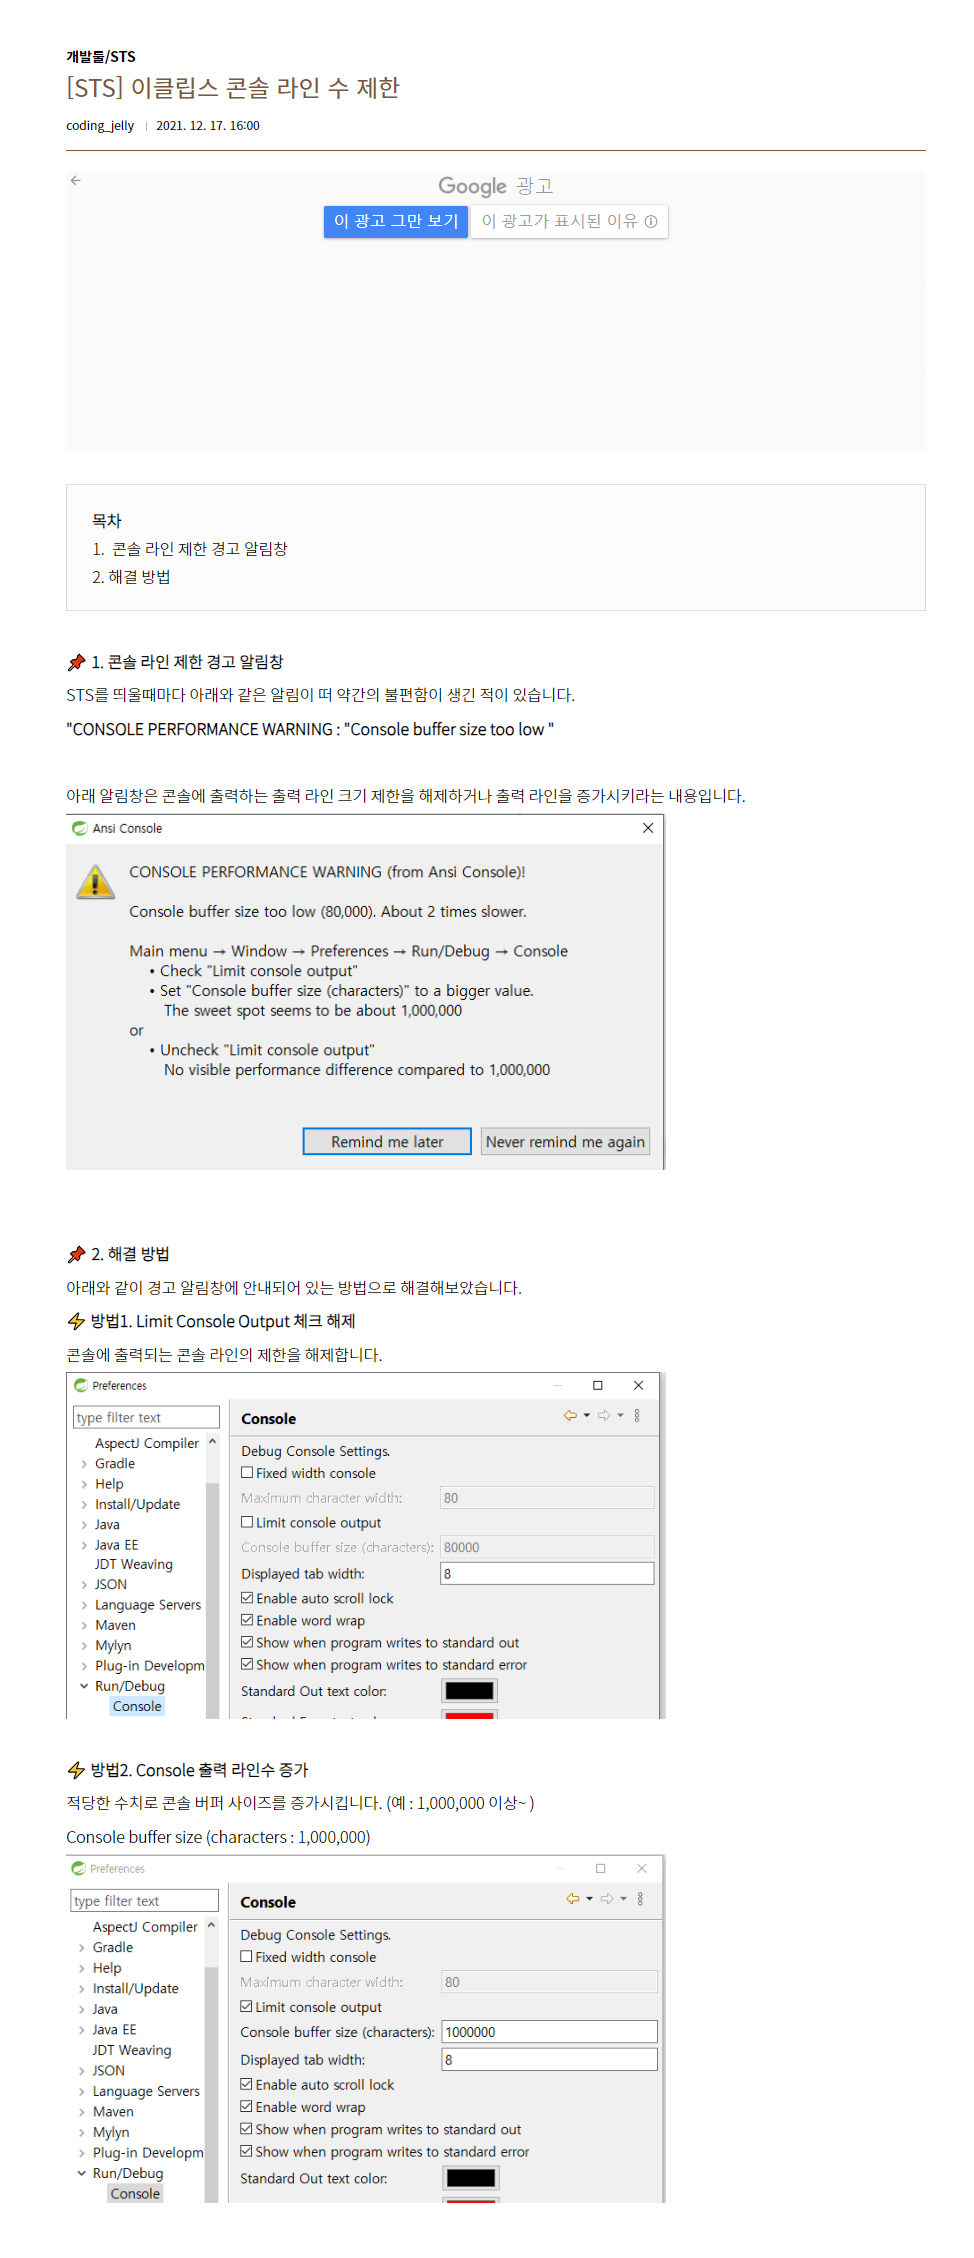 개발툴/STS
[STS] 이클립스 콘솔 라인 수 제한
coding_jelly | 2021. 12. 17. 16:00
Google 광고
이 광고 그만 보기 이 광고가 표시된 이유
목차
1. 콘솔 라인 제한 경고 알림창
2. 해결 방법
1. 콘솔 라인 제한 경고 알림창
STS를 띄울때마다 아래와 같은 알림이 떠 약간의 불편함이 생긴 적이 있습니다.
"CONSOLE PERFORMANCE WARNING : "Console buffer size too low "
아래 알림창은 콘솔에 출력하는 출력 라인 크기 제한을 해제하거나 출력 라인을 증가시키라는 내용입니다.
Ansi Console
CONSOLE PERFORMANCE WARNING (from Ansi Console)!
Console buffer size too low (80,000). About 2 times slower.
Main menu → Window → Preferences → Run/Debug → Console
• Check "Limit console output"
• Set "Console buffer size (characters)" to a bigger value.
The sweet spot seems to be about 1,000,000
or
• Uncheck "Limit console output"
No visible performance difference compared to 1,000,000
Remind me later Never remind me again
2. 해결 방법
아래와 같이 경고 알림창에 안내되어 있는 방법으로 해결해보았습니다.
방법1. Limit Console Output 체크 해제
콘솔에 출력되는 콘솔 라인의 제한을 해제합니다.
Preferences
type filter text
AspectJ Compiler
Gradle
Help
Install/Update
Java
Java EE
JDT Weaving
JSON
Language Servers
Maven
Mylyn
Plug-in Developm
Run/Debug
Console
Console
Debug Console Settings.
Fixed width console
Maximum character width: 80
Limit console output
Console buffer size (characters): 80000
Displayed tab width: 8
Enable auto scroll lock
Enable word wrap
Show when program writes to standard out
Show when program writes to standard error
Standard Out text color:
방법2. Console 출력 라인수 증가
적당한 수치로 콘솔 버퍼 사이즈를 증가시킵니다. (예 : 1,000,000 이상~ )
Console buffer size (characters : 1,000,000)
Preferences
type filter text
AspectJ Compiler
Gradle
Help
Install/Update
Java
Java EE
JDT Weaving
JSON
Language Servers
Maven
Mylyn
Plug-in Developm
Run/Debug
Console
Console
Debug Console Settings.
Fixed width console
Maximum character width: 80
Limit console output
Console buffer size (characters): 1000000
Displayed tab width: 8
Enable auto scroll lock
Enable word wrap
Show when program writes to standard out
Show when program writes to standard error
Standard Out text color: